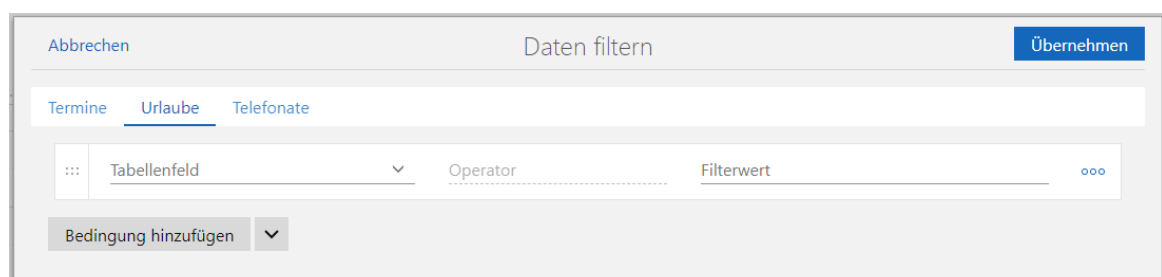 Abbrechen Daten filtern Übernehmen
Termine Urlaube Telefonate
Tabellenfeld Operator Filterwert
Bedingung hinzufügen